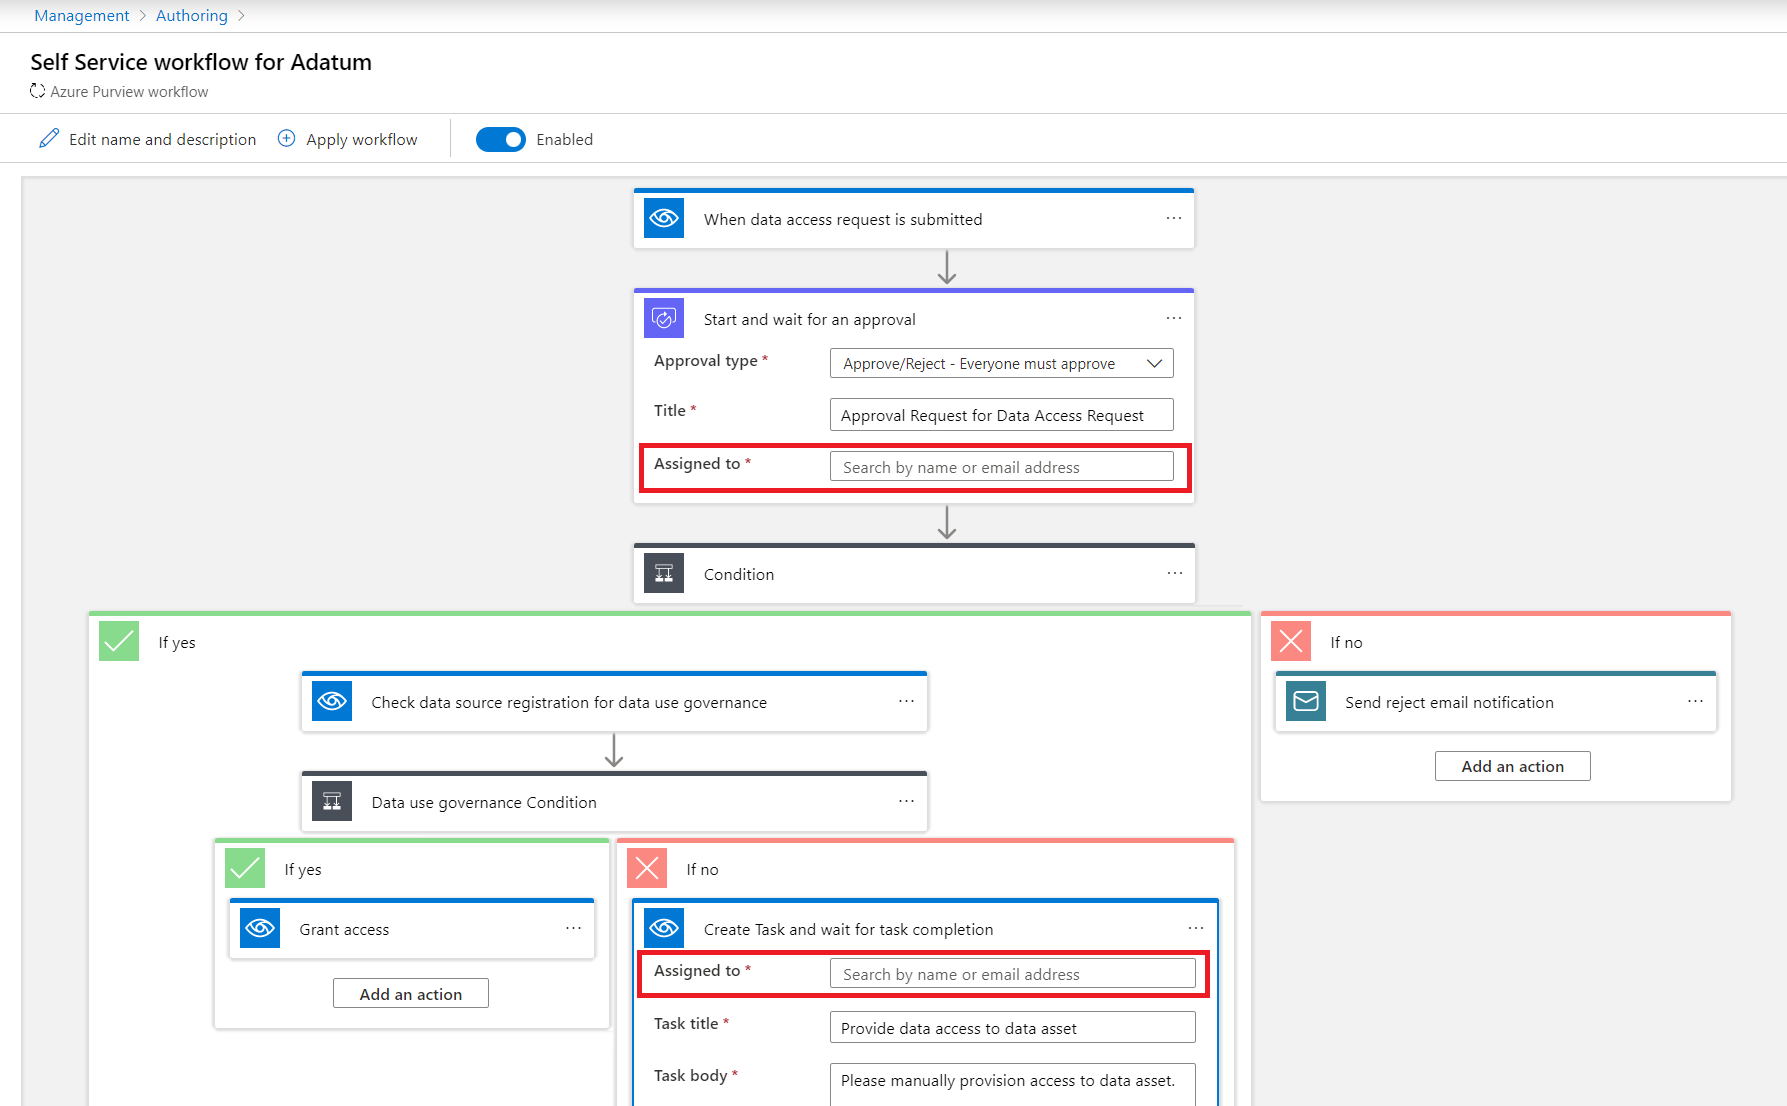 Management > Authoring >
Self Service workflow for Adatum
Azure Purview workflow
Edit name and description
Apply workflow
Enabled
When data access request is submitted
...
Start and wait for an approval
...
Approval type *
Approve/Reject - Everyone must approve
Title *
Approval Request for Data Access Request
Assigned to *
Search by name or email address
Condition
...
If yes
If no
Check data source registration for data use governance
...
Send reject email notification
...
Add an action
Data use governance Condition
...
If yes
If no
Grant access
...
Create Task and wait for task completion
...
Assigned to *
Search by name or email address
Add an action
Task title *
Provide data access to data asset
Task body *
Please manually provision access to data asset.